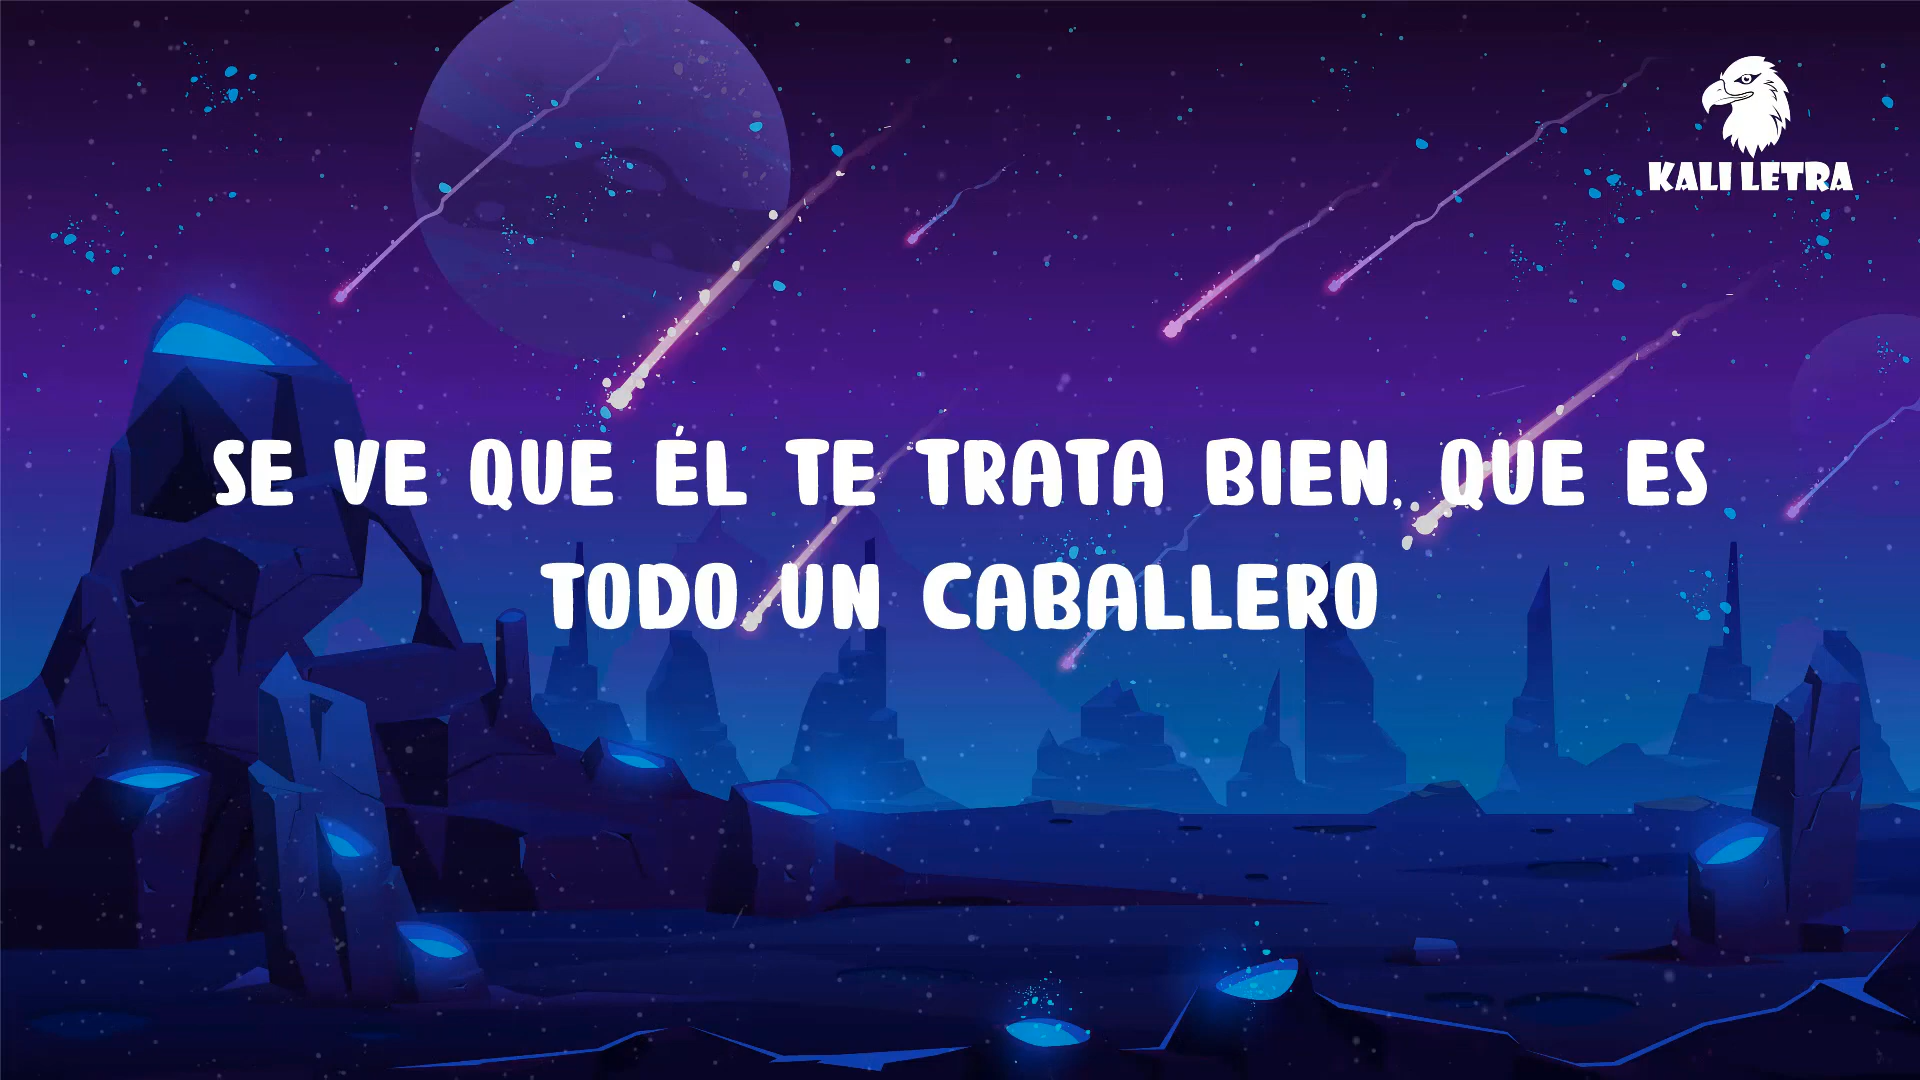 KALI LETRA
SE VE QUE ÉL TE TRATA BIEN, QUE ES
TODO UN CABALLERO